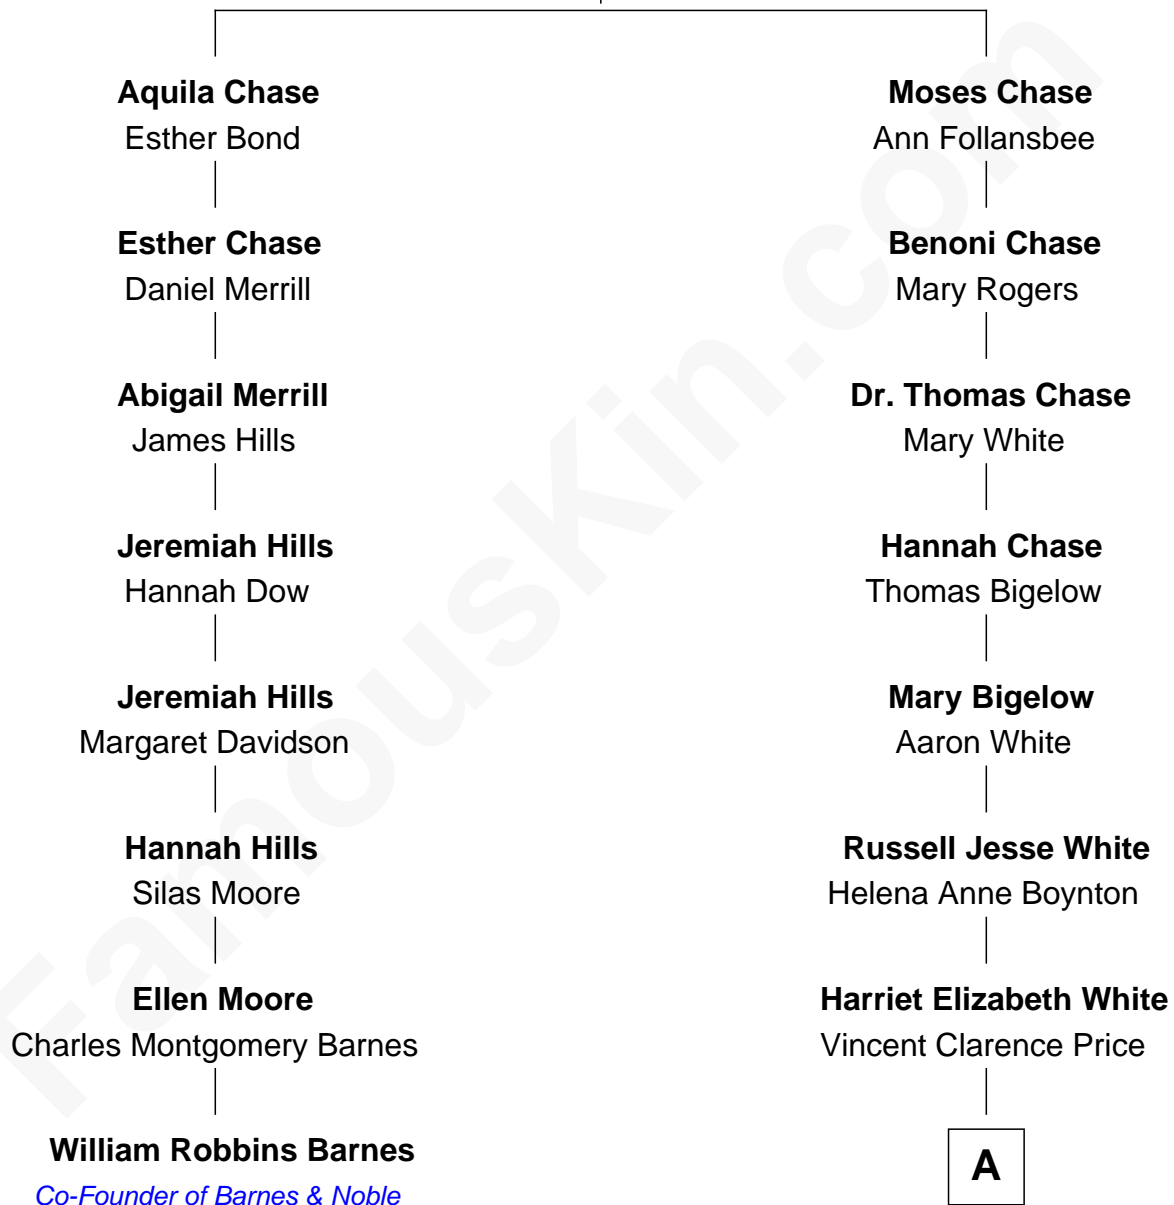 Aquila Chase
Esther Bond
Esther Chase
Daniel Merrill
Abigail Merrill
James Hills
Jeremiah Hills
Hannah Dow
Jeremiah Hills
Margaret Davidson
Hannah Hills
Silas Moore
Ellen Moore
Charles Montgomery Barnes
William Robbins Barnes
Co-Founder of Barnes & Noble
Moses Chase
Ann Follansbee
Benoni Chase
Mary Rogers
Dr. Thomas Chase
Mary White
Hannah Chase
Thomas Bigelow
Mary Bigelow
Aaron White
Russell Jesse White
Helena Anne Boynton
Harriet Elizabeth White
Vincent Clarence Price
A
FamousKin.com